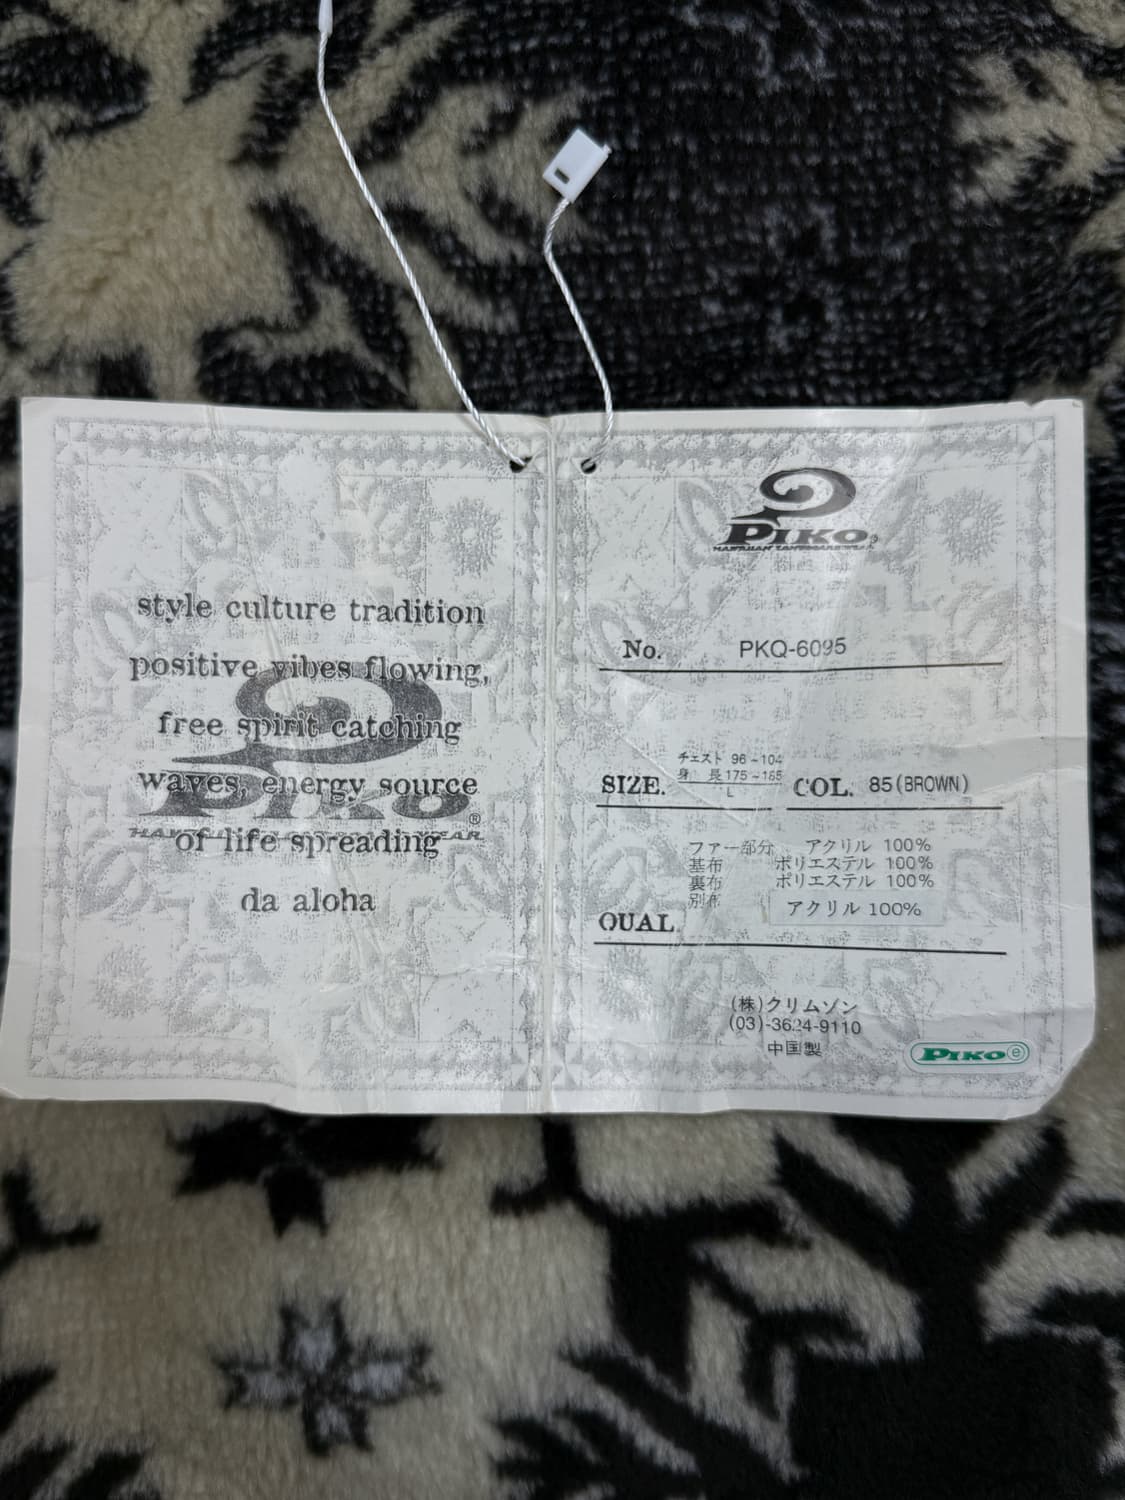 style culture tradition
positive vibes flowing,
free spirit catching
waves, energy source
of life spreading
da aloha
PIKO®
PIKO®
No. PKQ-6095
SIZE. チェスト 96~104
身 長 175~185
L
COL. 85(BROWN)
ファー部分 アクリル 100%
基布 ポリエステル 100%
裏布 ポリエステル 100%
別布 アクリル 100%
QUAL
(株)クリムゾン
(03)-3624-9110
中国製
PIKO e